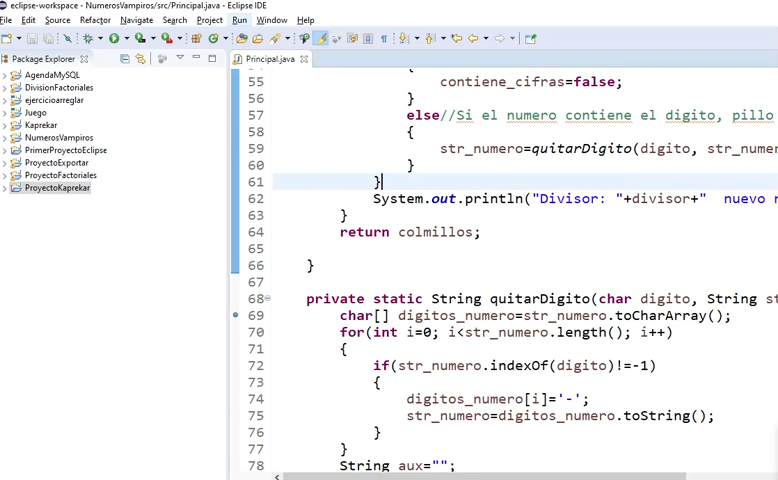 eclipse-workspace - NumerosVampiros/src/Principal.java - Eclipse IDE
File Edit Source Refactor Navigate Search Project Run Window Help
Package Explorer
Principal.java
AgendaMySQL
DivisionFactoriales
ejercicioarreglar
Juego
Kaprekar
NumerosVampiros
PrimerProyectoEclipse
ProyectoExportar
ProyectoFactoriales
ProyectoKaprekar
{
55 contiene_cifras=false;
56 }
57 else//Si el numero contiene el digito, pillo
58 {
59 str_numero=quitarDigito(digito, str_nume
60 }
61 }
62 System.out.println("Divisor: "+divisor+" nuevo n
63 }
64 return colmillos;
65
66 }
67
68 private static String quitarDigito(char digito, String st
69 char[] digitos_numero=str_numero.toCharArray();
70 for(int i=0; i<str_numero.length(); i++)
71 {
72 if(str_numero.indexOf(digito)!=-1)
73 {
74 digitos_numero[i]='-';
75 str_numero=digitos_numero.toString();
76 }
77 }
78 String aux="";